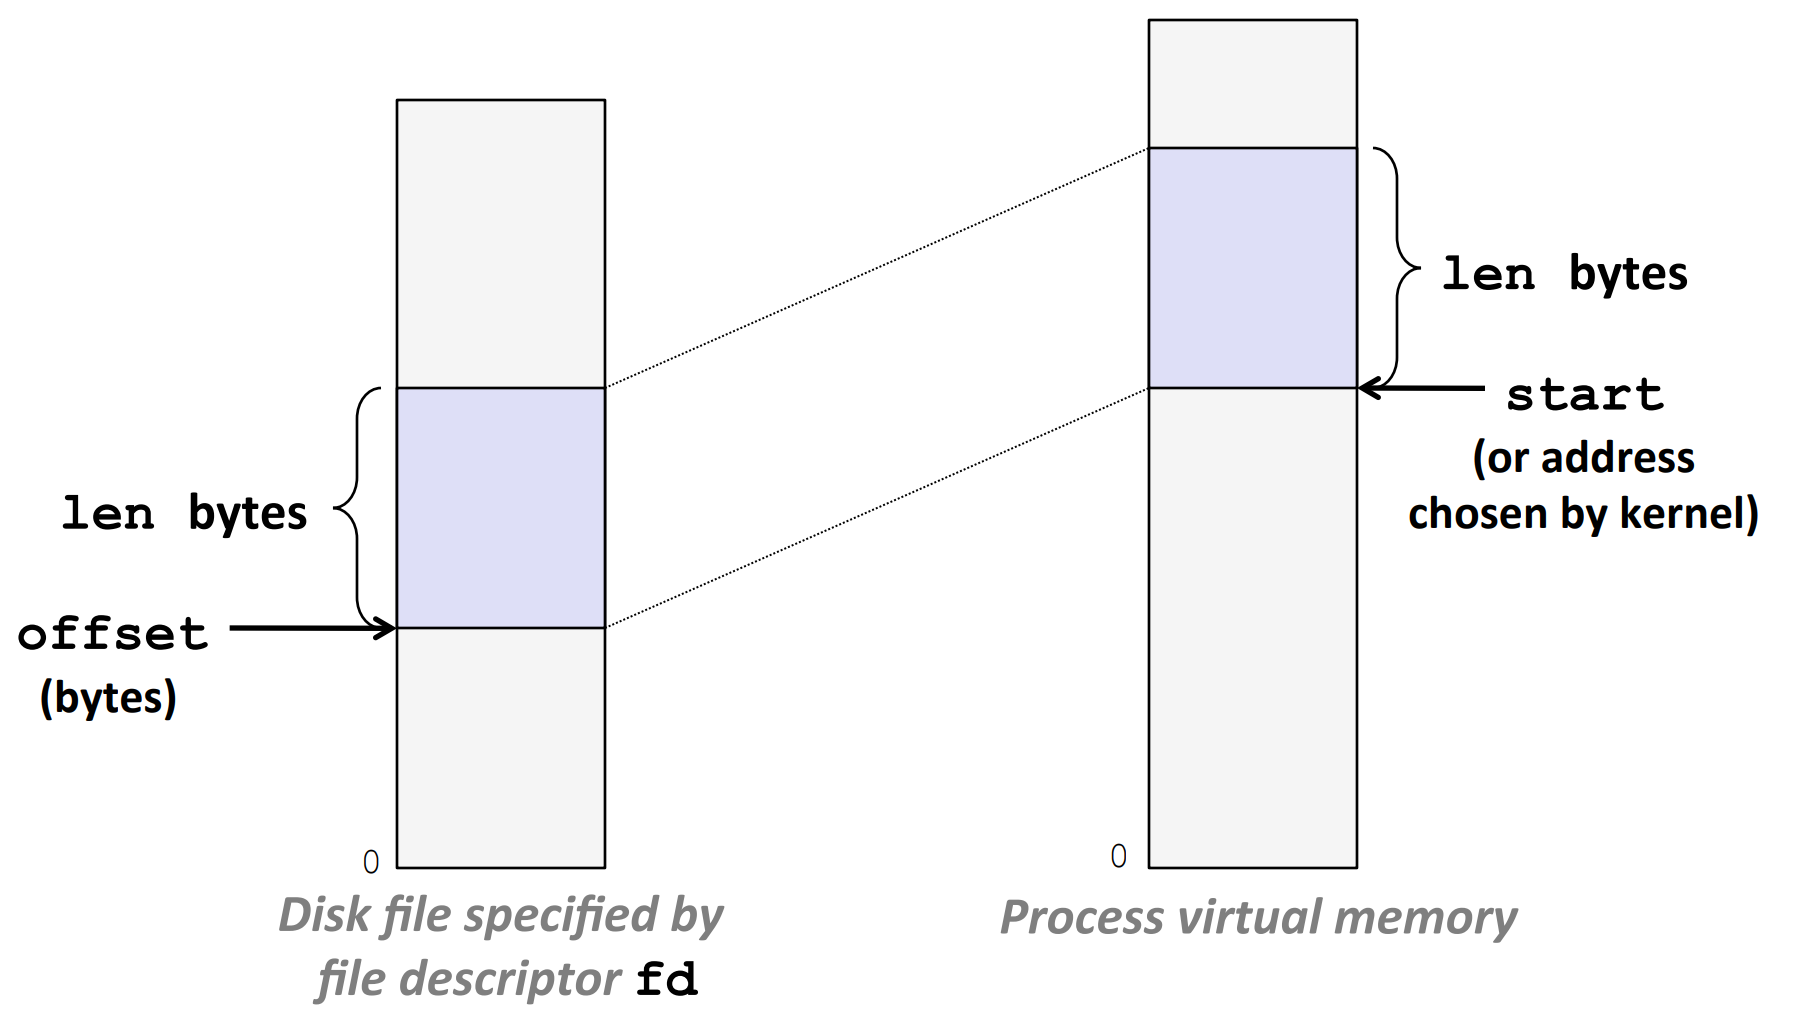 len bytes
offset
(bytes)
0
Disk file specified by
file descriptor fd
len bytes
start
(or address
chosen by kernel)
0
Process virtual memory